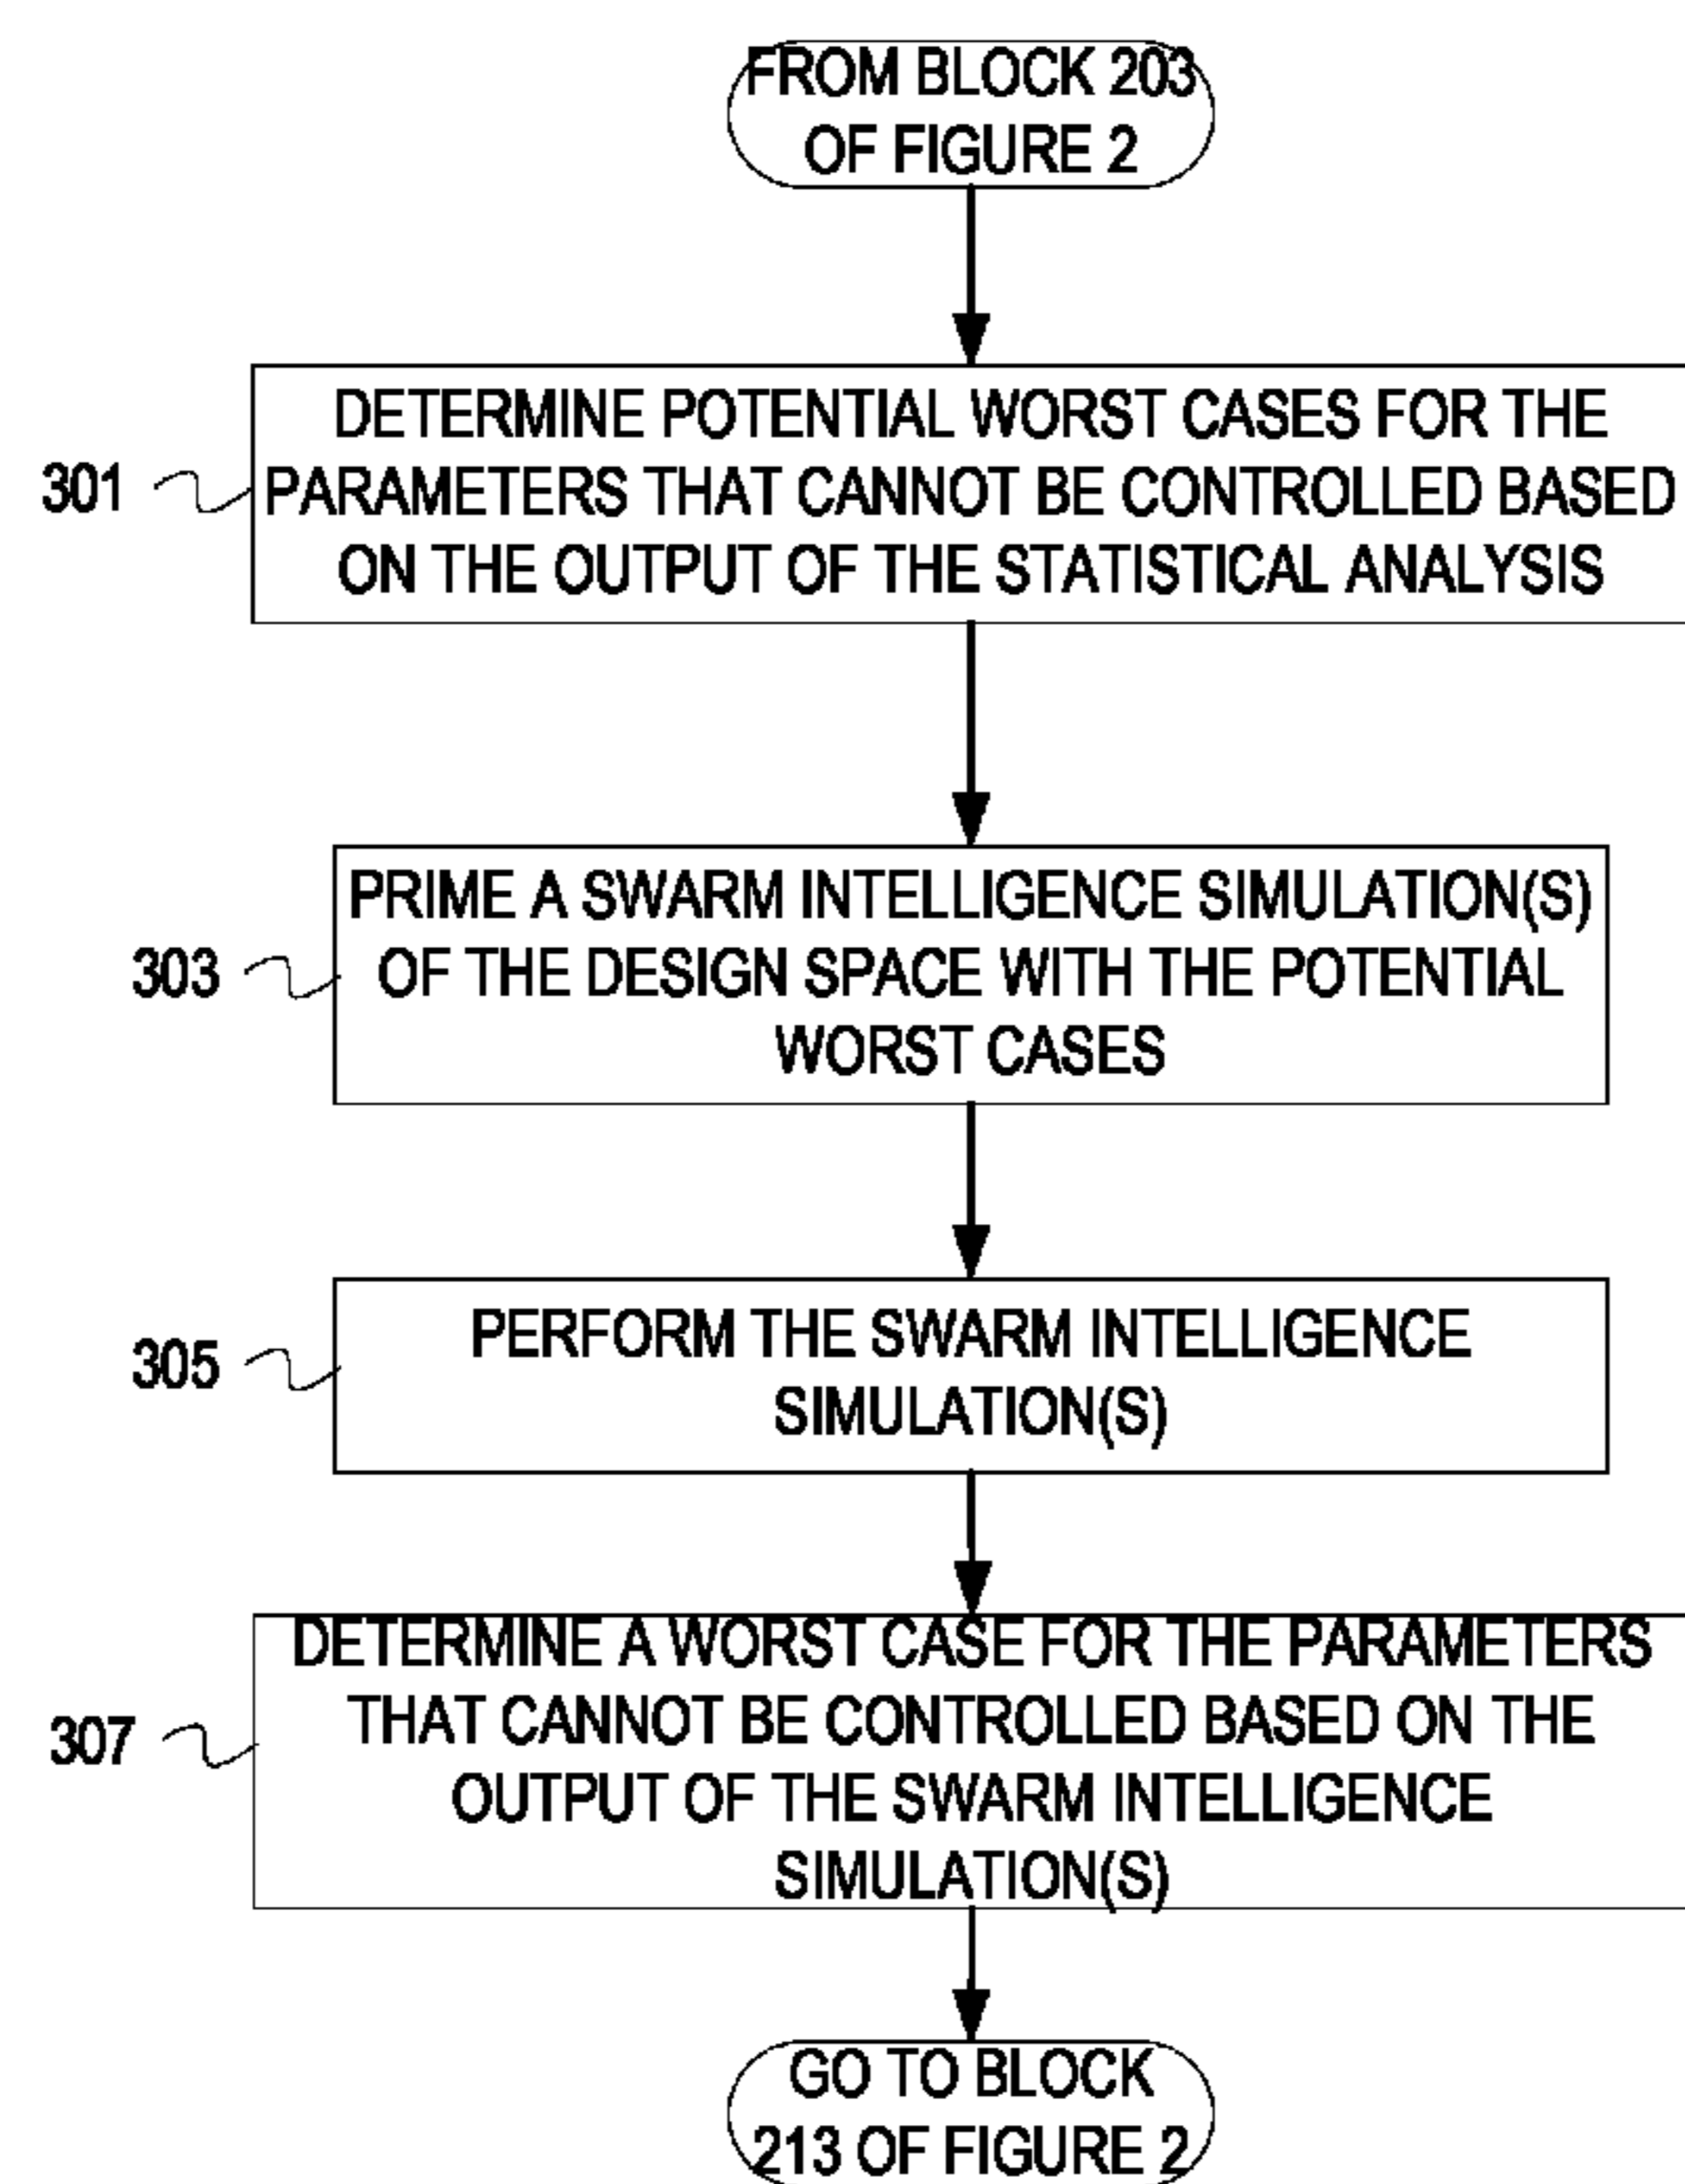 FROM BLOCK 203
OF FIGURE 2
301
DETERMINE POTENTIAL WORST CASES FOR THE
PARAMETERS THAT CANNOT BE CONTROLLED BASED
ON THE OUTPUT OF THE STATISTICAL ANALYSIS
303
PRIME A SWARM INTELLIGENCE SIMULATION(S)
OF THE DESIGN SPACE WITH THE POTENTIAL
WORST CASES
305
PERFORM THE SWARM INTELLIGENCE
SIMULATION(S)
307
DETERMINE A WORST CASE FOR THE PARAMETERS
THAT CANNOT BE CONTROLLED BASED ON THE
OUTPUT OF THE SWARM INTELLIGENCE
SIMULATION(S)
GO TO BLOCK
213 OF FIGURE 2